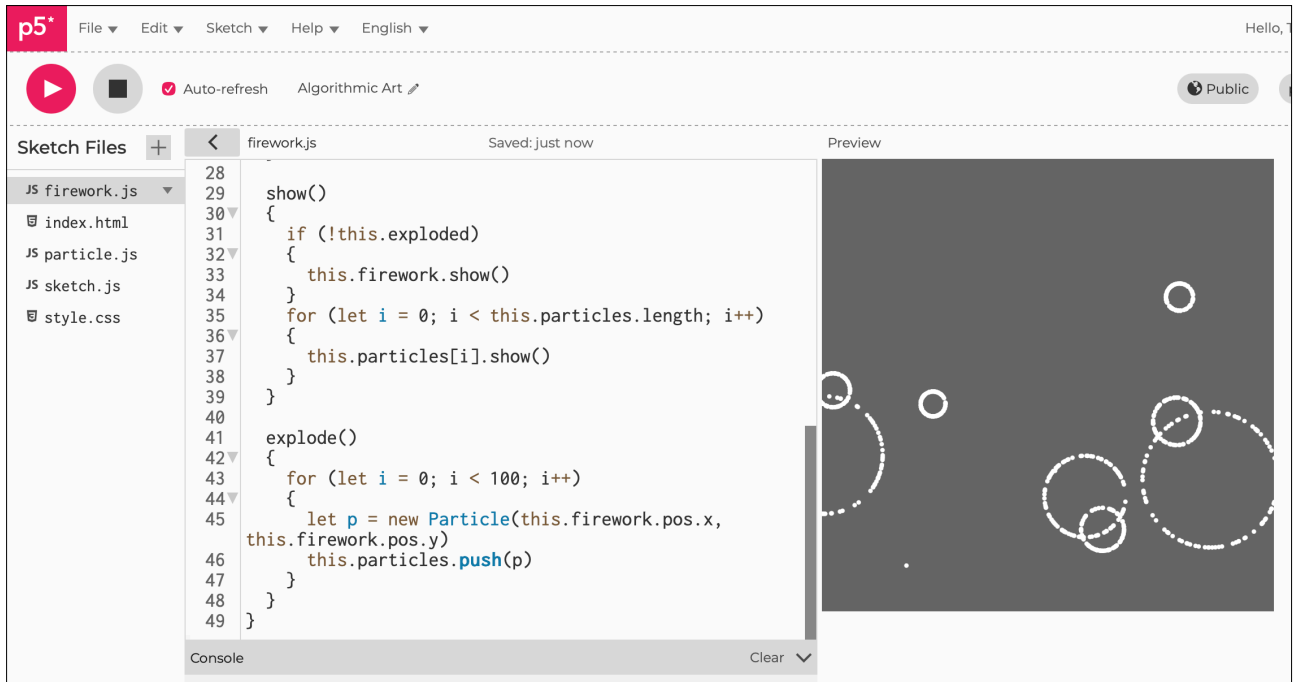 p5*
File Edit Sketch Help English
Hello,
Auto-refresh Algorithmic Art
Public
Sketch Files
firework.js Saved: just now
Preview
JS firework.js
index.html
JS particle.js
JS sketch.js
style.css
28
29 show()
30 {
31 if (!this.exploded)
32 {
33 this.firework.show()
34 }
35 for (let i = 0; i < this.particles.length; i++)
36 {
37 this.particles[i].show()
38 }
39 }
40
41 explode()
42 {
43 for (let i = 0; i < 100; i++)
44 {
45 let p = new Particle(this.firework.pos.x,
this.firework.pos.y)
46 this.particles.push(p)
47 }
48 }
49 }
Console Clear